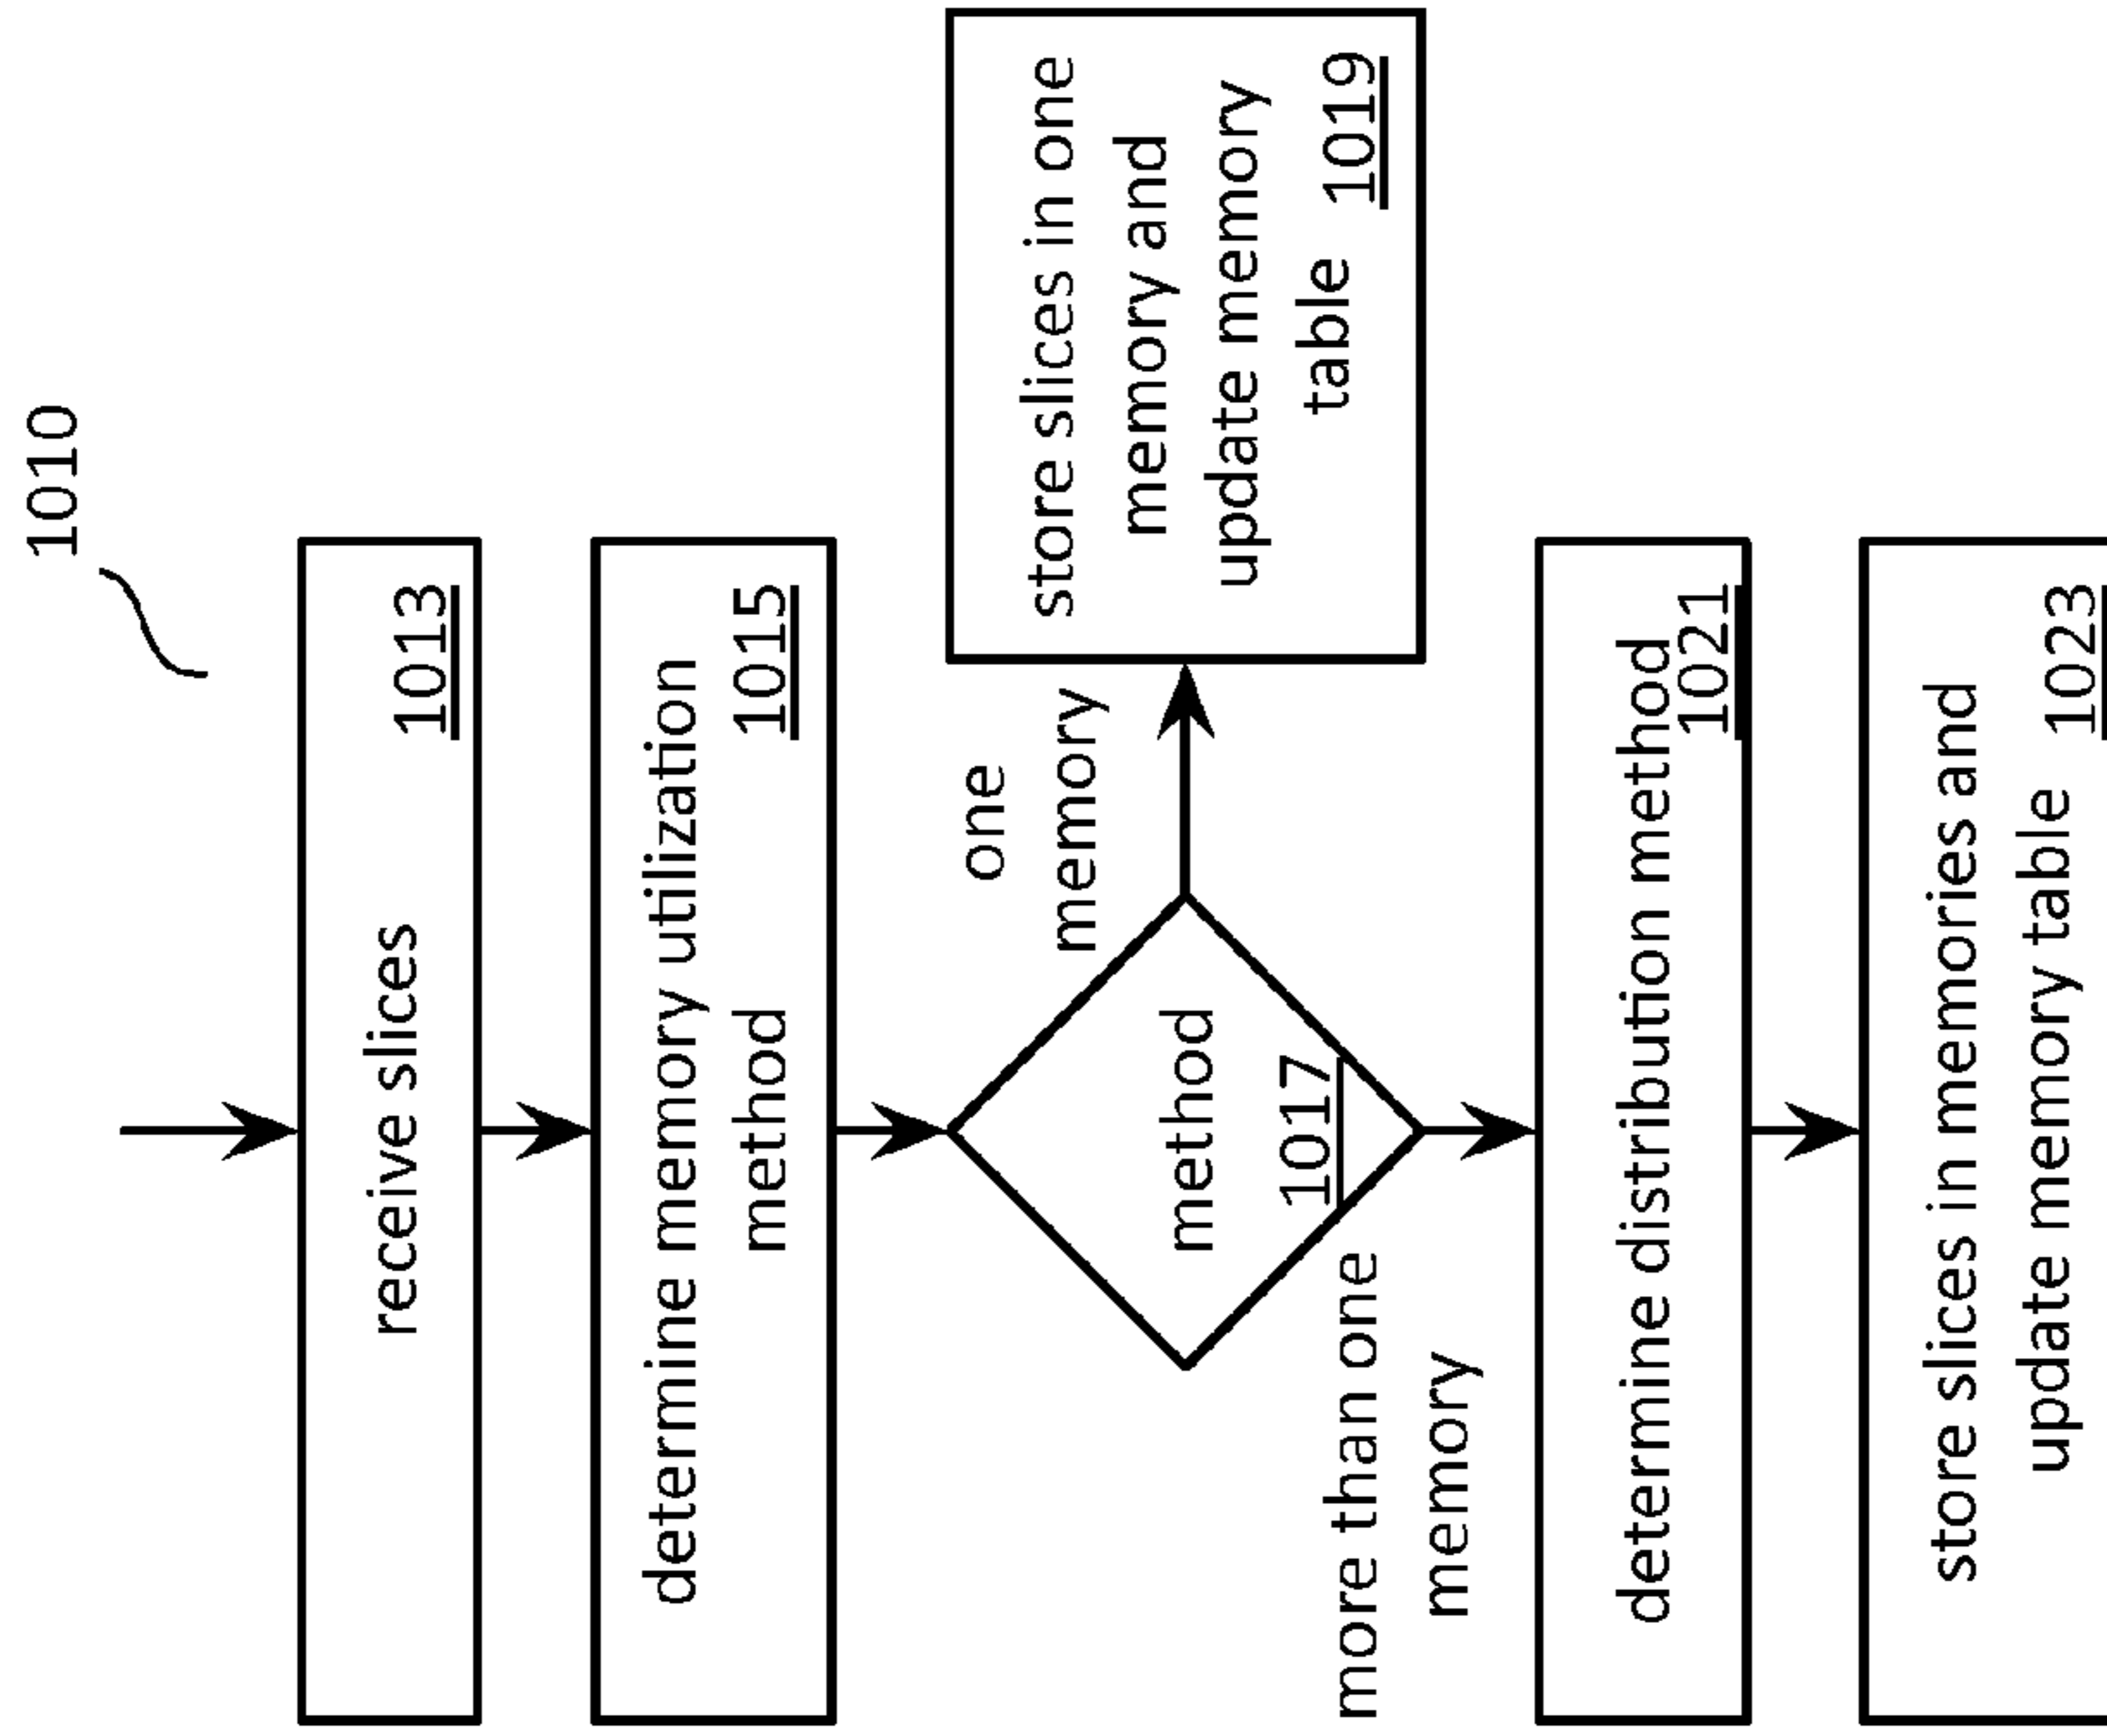 1010
receive slices
1013
determine memory utilization
method
1015
method
1017
one
memory
store slices in one
memory and
update memory
table 1019
more than one
memory
determine distribution method
1021
store slices in memories and
update memory table 1023